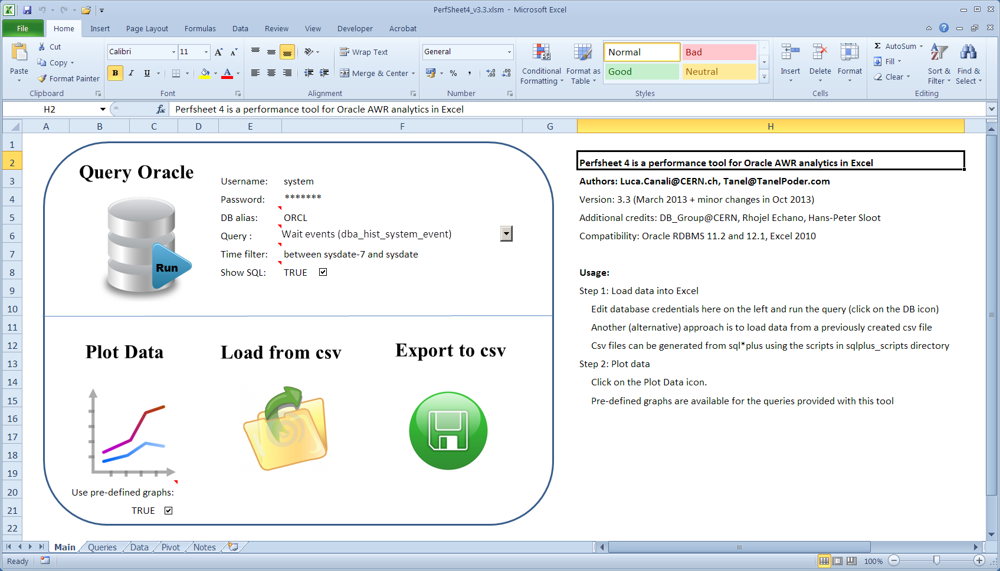 PerfSheet4_v3.3.xlsm - Microsoft Excel
File Home Insert Page Layout Formulas Data Review View Developer Acrobat
Paste Cut Copy Format Painter Clipboard
Calibri 11 B I U Font
Wrap Text Merge & Center Alignment
General % , Number
Conditional Formatting Format as Table Normal Bad Good Neutral Styles
Insert Delete Format Cells
Σ AutoSum Fill Clear Sort & Filter Find & Select Editing
H2 fx Perfsheet 4 is a performance tool for Oracle AWR analytics in Excel
A B C D E F G H
1
2
3
4
5
6
7
8
9
10
11
12
13
14
15
16
17
18
19
20
21
22
Query Oracle
Run
Username: system
Password: *******
DB alias: ORCL
Query : Wait events (dba_hist_system_event)
Time filter: between sysdate-7 and sysdate
Show SQL: TRUE
Plot Data Load from csv Export to csv
Use pre-defined graphs:
TRUE
Perfsheet 4 is a performance tool for Oracle AWR analytics in Excel
Authors: Luca.Canali@CERN.ch, Tanel@TanelPoder.com
Version: 3.3 (March 2013 + minor changes in Oct 2013)
Additional credits: DB_Group@CERN, Rhojel Echano, Hans-Peter Sloot
Compatibility: Oracle RDBMS 11.2 and 12.1, Excel 2010
Usage:
Step 1: Load data into Excel
Edit database credentials here on the left and run the query (click on the DB icon)
Another (alternative) approach is to load data from a previously created csv file
Csv files can be generated from sql*plus using the scripts in sqlplus_scripts directory
Step 2: Plot data
Click on the Plot Data icon.
Pre-defined graphs are available for the queries provided with this tool
Main Queries Data Pivot Notes
Ready 100%